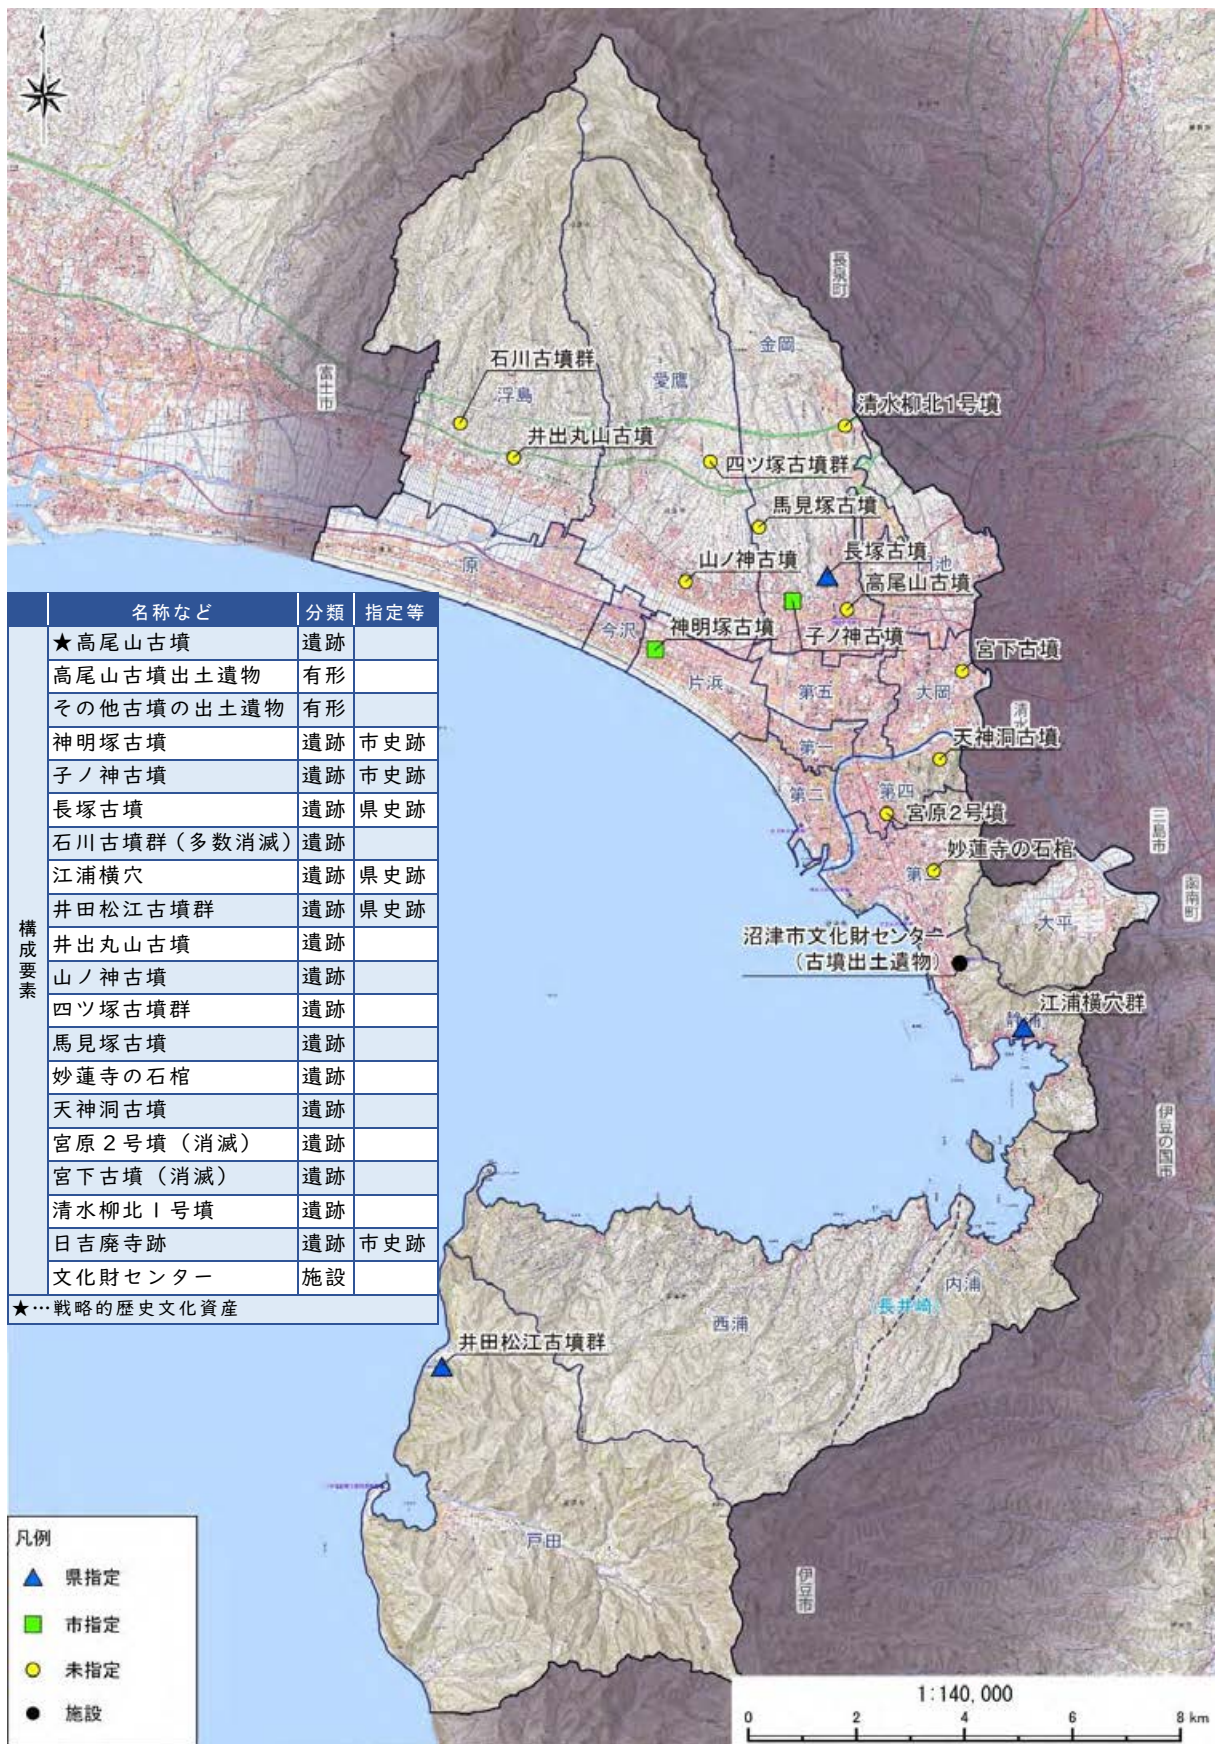 長泉町
金岡
石川古墳群
愛鷹
浮島
富士市
清水柳北1号墳
井出丸山古墳
四ツ塚古墳群
馬見塚古墳
長塚古墳
山ノ神古墳
高尾山古墳
原
今沢
神明塚古墳
子ノ神古墳
宮下古墳
片浜
第五
大岡
天神洞古墳
第一
第二
第四
宮原2号墳
三島市
妙蓮寺の石棺
函南町
大平
沼津市文化財センター
(古墳出土遺物)
江浦横穴群
伊豆の国市
内浦
(長井崎)
西浦
井田松江古墳群
戸田
伊豆市
名称など 分類 指定等
構成要素
★高尾山古墳 遺跡
高尾山古墳出土遺物 有形
その他古墳の出土遺物 有形
神明塚古墳 遺跡 市史跡
子ノ神古墳 遺跡 市史跡
長塚古墳 遺跡 県史跡
石川古墳群(多数消滅) 遺跡
江浦横穴 遺跡 県史跡
井田松江古墳群 遺跡 県史跡
井出丸山古墳 遺跡
山ノ神古墳 遺跡
四ツ塚古墳群 遺跡
馬見塚古墳 遺跡
妙蓮寺の石棺 遺跡
天神洞古墳 遺跡
宮原2号墳(消滅) 遺跡
宮下古墳(消滅) 遺跡
清水柳北1号墳 遺跡
日吉廃寺跡 遺跡 市史跡
文化財センター 施設
★…戦略的歴史文化資産
凡例
県指定
市指定
未指定
施設
1:140,000
0 2 4 6 8 km